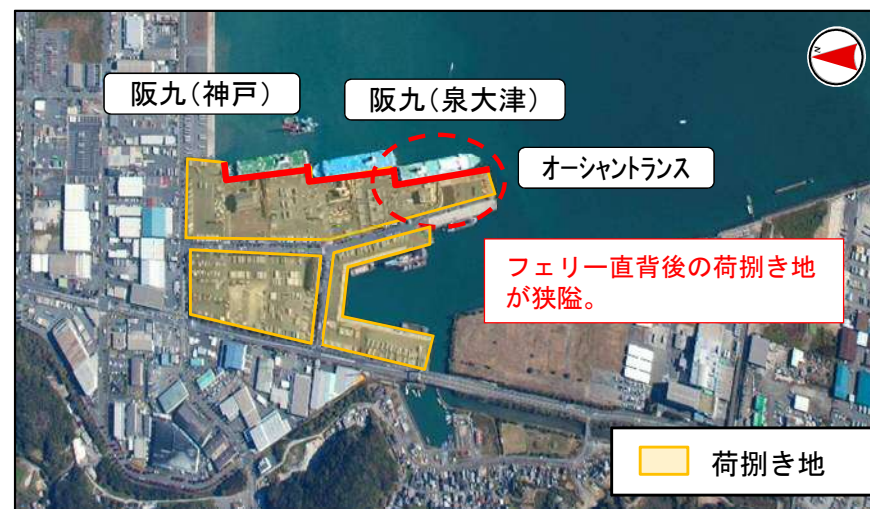 阪九(神戸)
阪九(泉大津)
オーシャントランス
フェリー直背後の荷捌き地
が狭隘。
荷捌き地
N